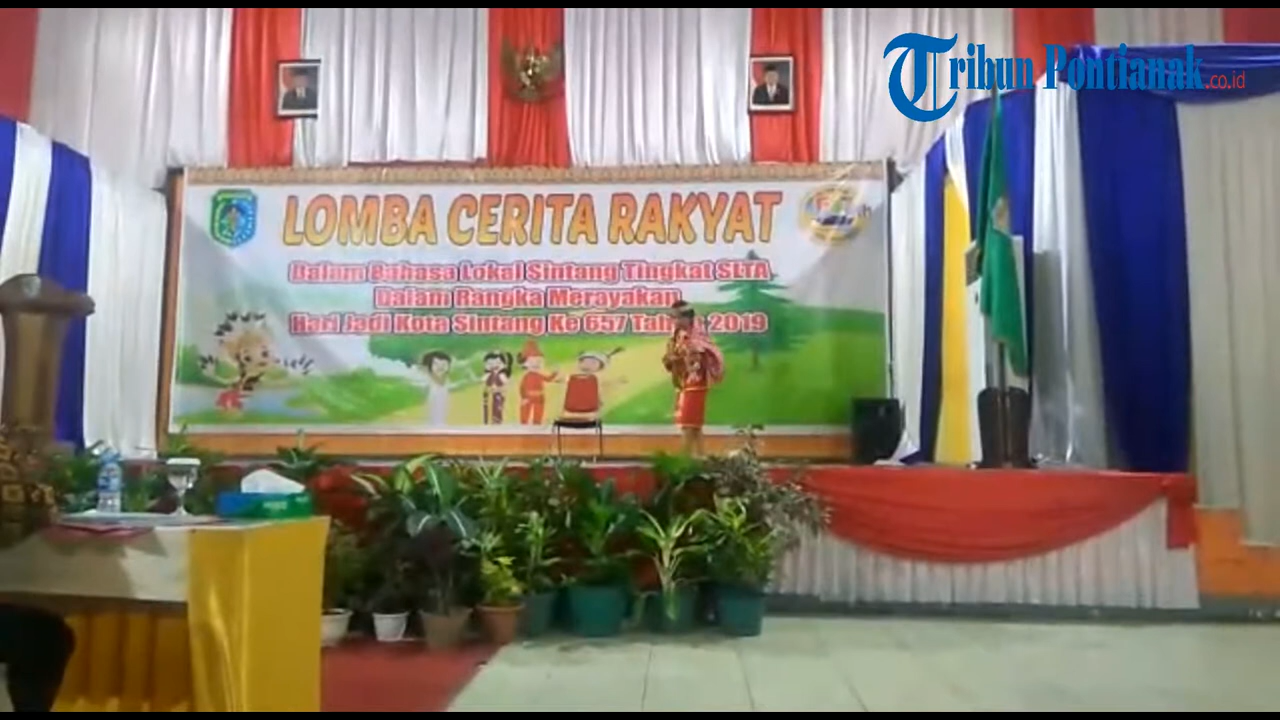 Tribun Pontianak.co.id
LOMBA CERITA RAKYAT
Dalam Bahasa Lokal Sintang Tingkat SLTA
Dalam Rangka Merayakan
Hari Jadi Kota Sintang Ke 657 Tahun 2019